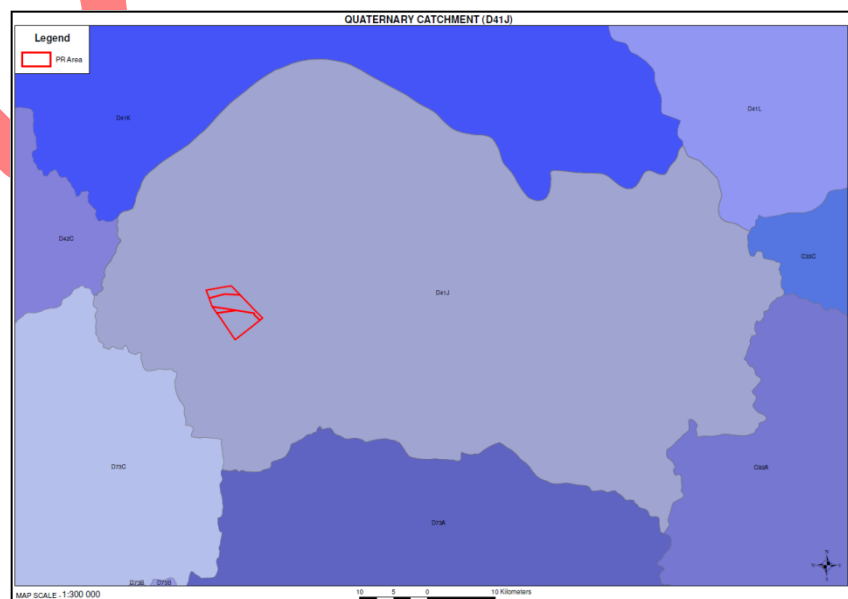 QUATERNARY CATCHMENT (D41J)
Legend
PR Area
D41K
D41L
D42C
C33C
D41J
D73C
C33A
D73A
D73B
N
MAP SCALE - 1:300 000
10 5 0 10 Kilometers